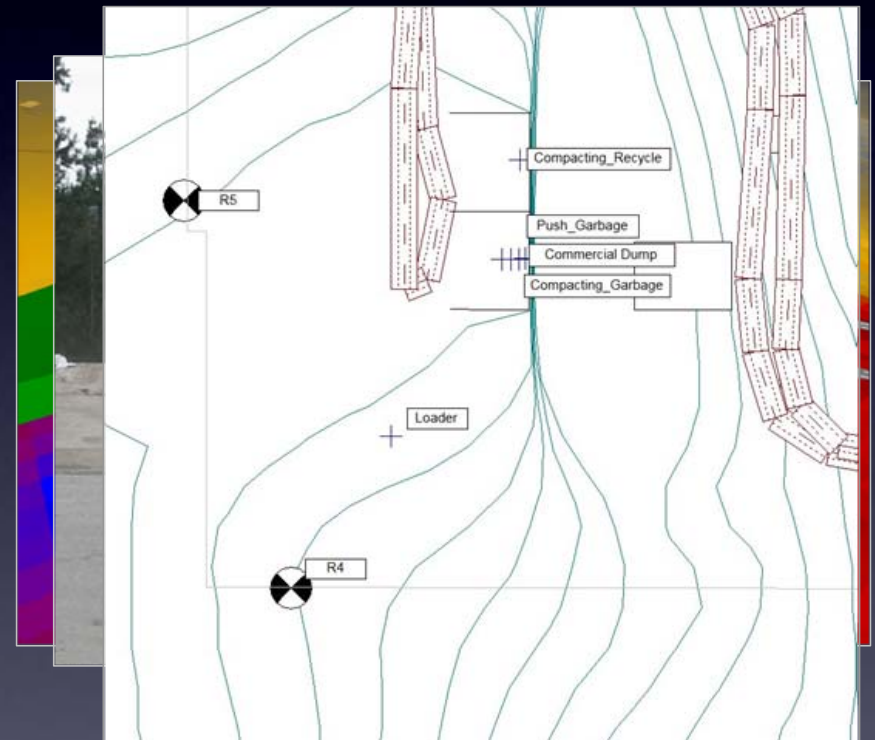 Compacting_Recycle
R5
Push_Garbage
Commercial Dump
Compacting_Garbage
Loader
R4